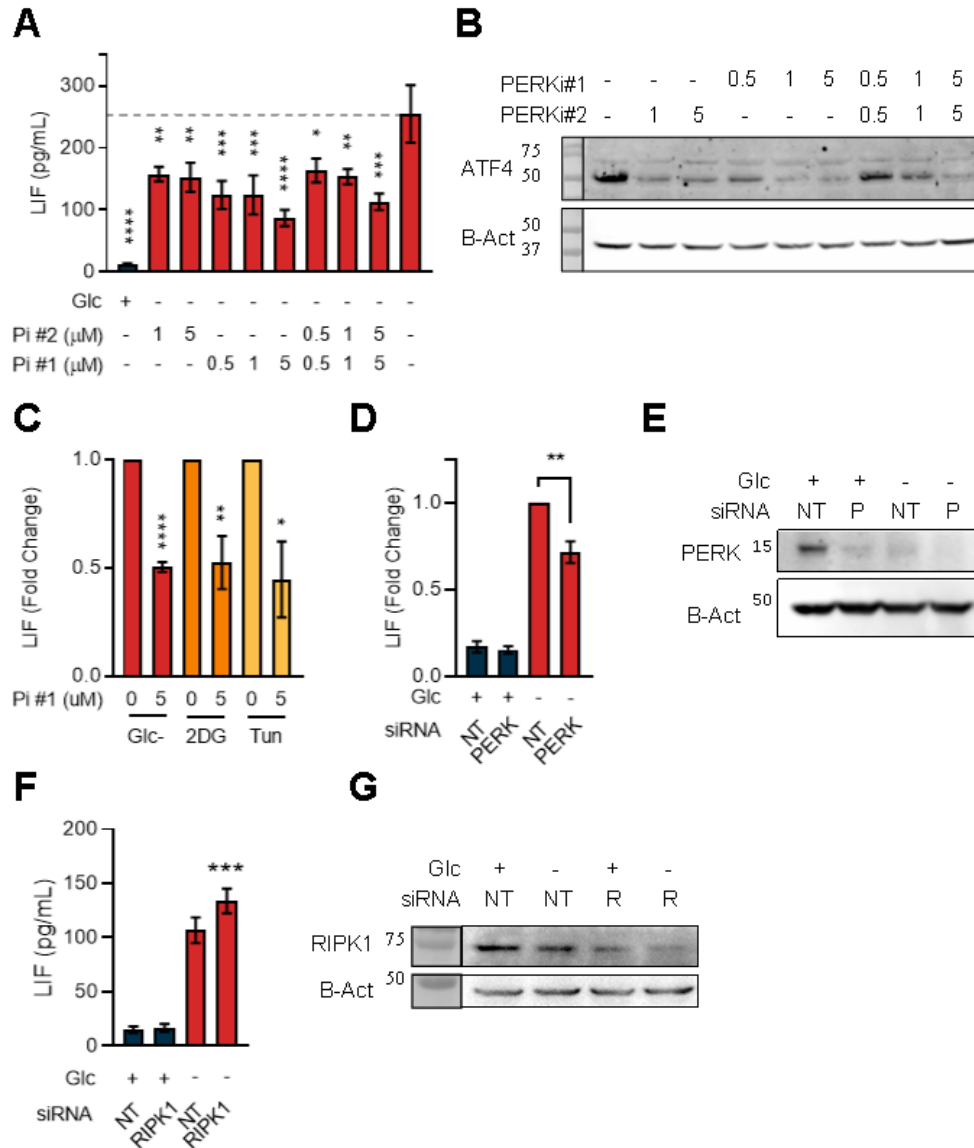 A
LIF (pg/mL)
300
200
100
0
** ** *** *** **** * ** ***
****
Glc + - - - - - - - - -
Pi #2 (μM) - 1 5 - - - 0.5 1 5 -
Pi #1 (μM) - - - 0.5 1 5 0.5 1 5 -
B
PERKi#1 - - - 0.5 1 5 0.5 1 5
PERKi#2 - 1 5 - - - 0.5 1 5
ATF4 75
50
B-Act 50
37
C
LIF (Fold Change)
1.0
0.5
0.0
**** ** *
Pi #1 (uM) 0 5 0 5 0 5
Glc- 2DG Tun
D
LIF (Fold Change)
1.0
0.5
0.0
**
Glc + + - -
siRNA NT PERK NT PERK
E
Glc + + - -
siRNA NT P NT P
PERK 15
B-Act 50
F
LIF (pg/mL)
200
150
100
50
0
***
Glc + + - -
siRNA NT RIPK1 NT RIPK1
G
Glc + - + -
siRNA NT NT R R
RIPK1 75
B-Act 50